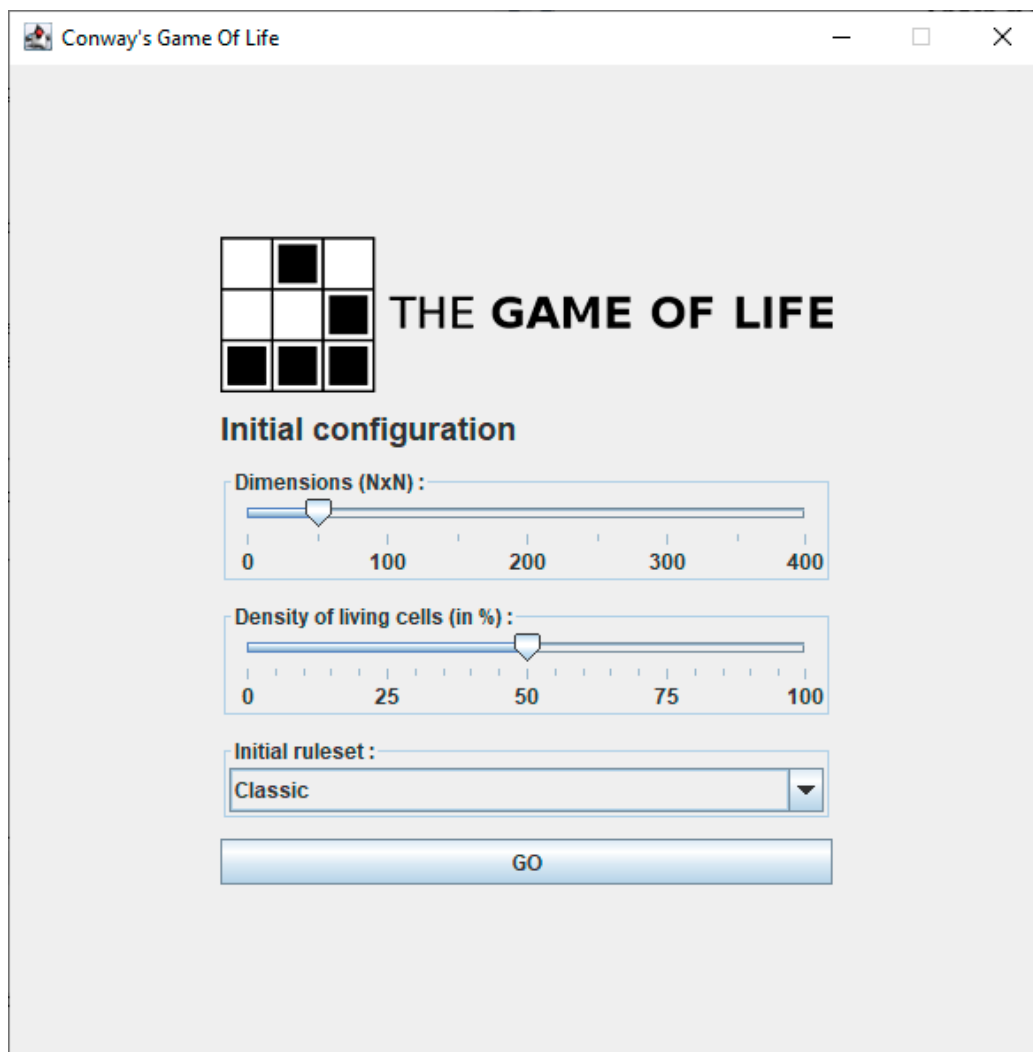 Conway's Game Of Life
THE GAME OF LIFE
Initial configuration
Dimensions (NxN) :
0 100 200 300 400
Density of living cells (in %) :
0 25 50 75 100
Initial ruleset :
Classic
GO